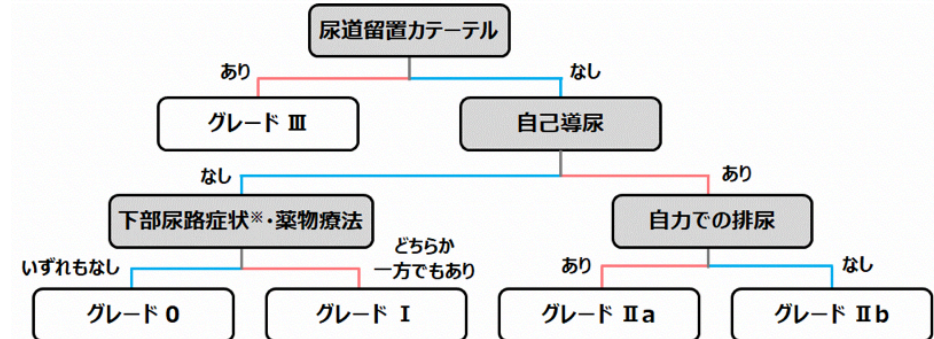 尿道留置カテーテル
あり
なし
グレード Ⅲ
自己導尿
なし
あり
下部尿路症状※・薬物療法
自力での排尿
いずれもなし
どちらか
一方でもあり
あり
なし
グレード 0
グレード Ⅰ
グレード Ⅱa
グレード Ⅱb